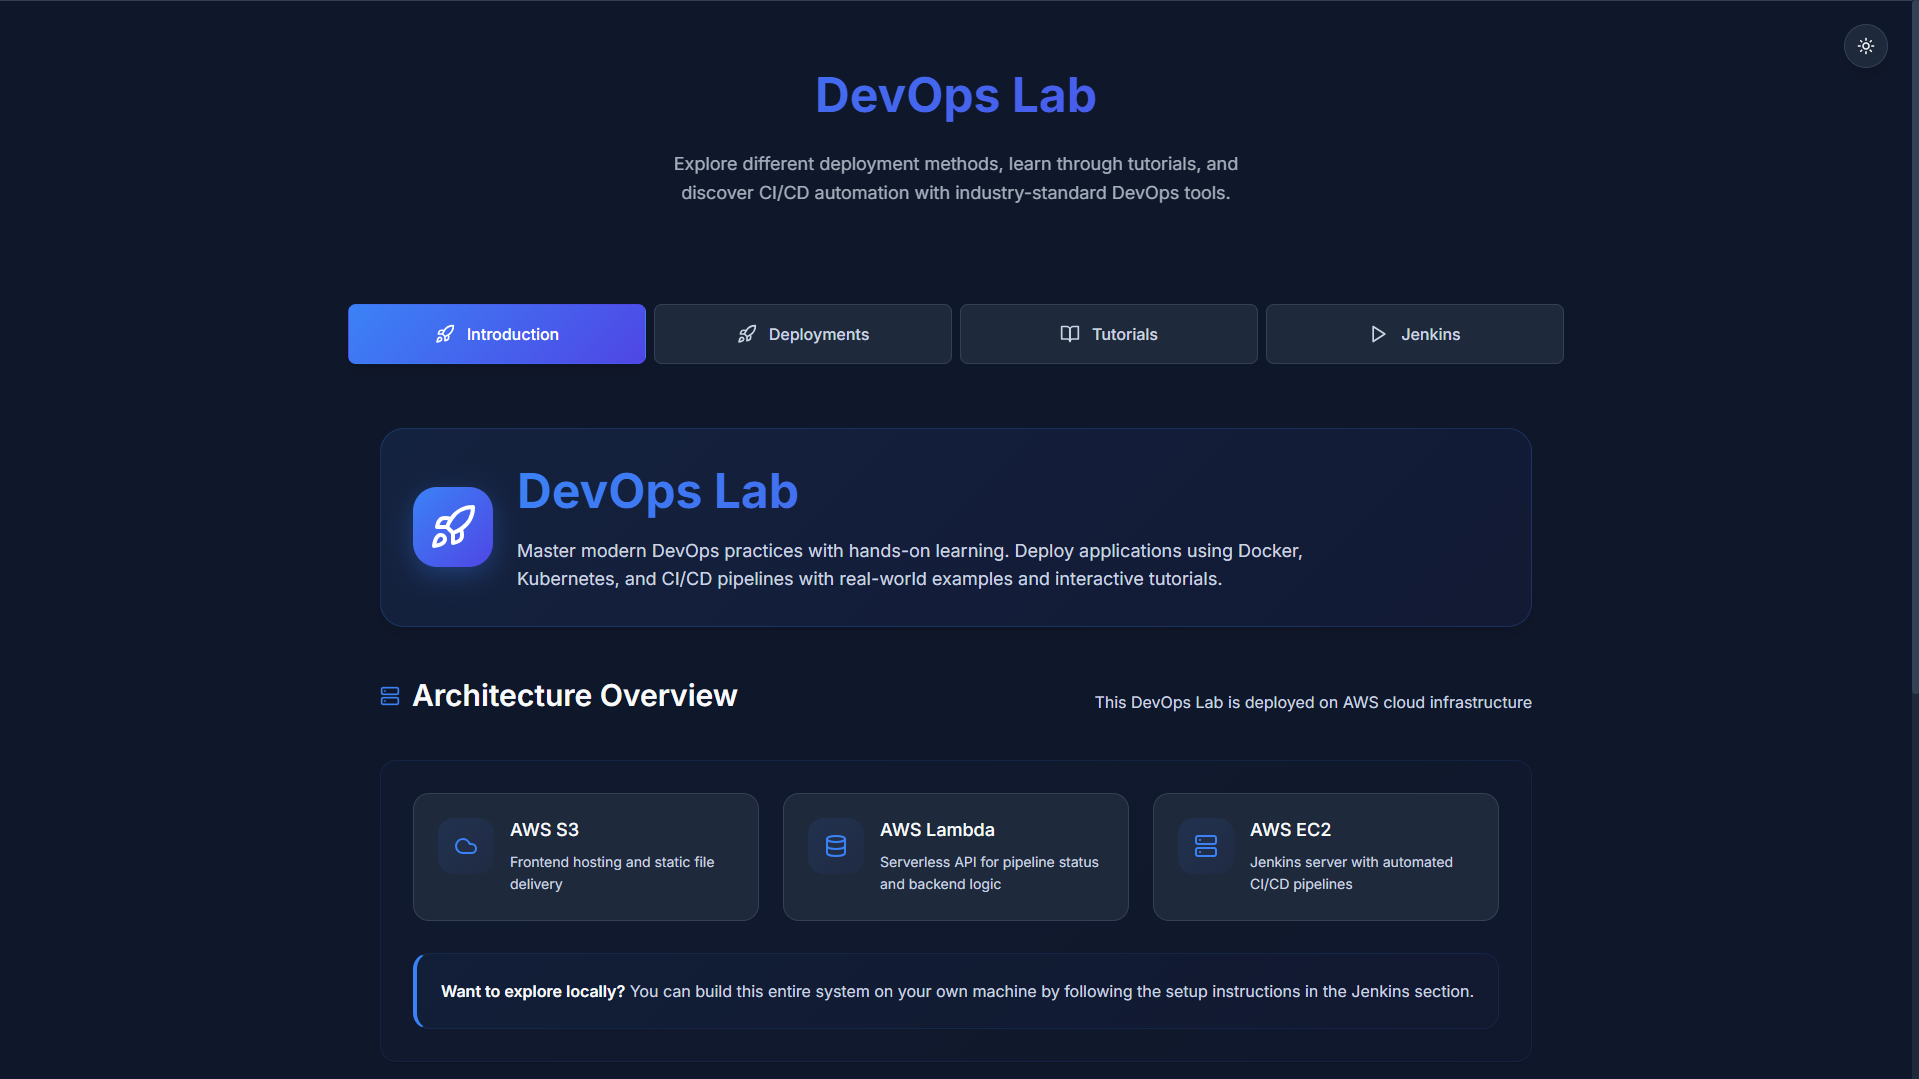 DevOps Lab
Explore different deployment methods, learn through tutorials, and
discover CI/CD automation with industry-standard DevOps tools.
Introduction
Deployments
Tutorials
Jenkins
DevOps Lab
Master modern DevOps practices with hands-on learning. Deploy applications using Docker,
Kubernetes, and CI/CD pipelines with real-world examples and interactive tutorials.
Architecture Overview
This DevOps Lab is deployed on AWS cloud infrastructure
AWS S3
Frontend hosting and static file
delivery
AWS Lambda
Serverless API for pipeline status
and backend logic
AWS EC2
Jenkins server with automated
CI/CD pipelines
Want to explore locally? You can build this entire system on your own machine by following the setup instructions in the Jenkins section.